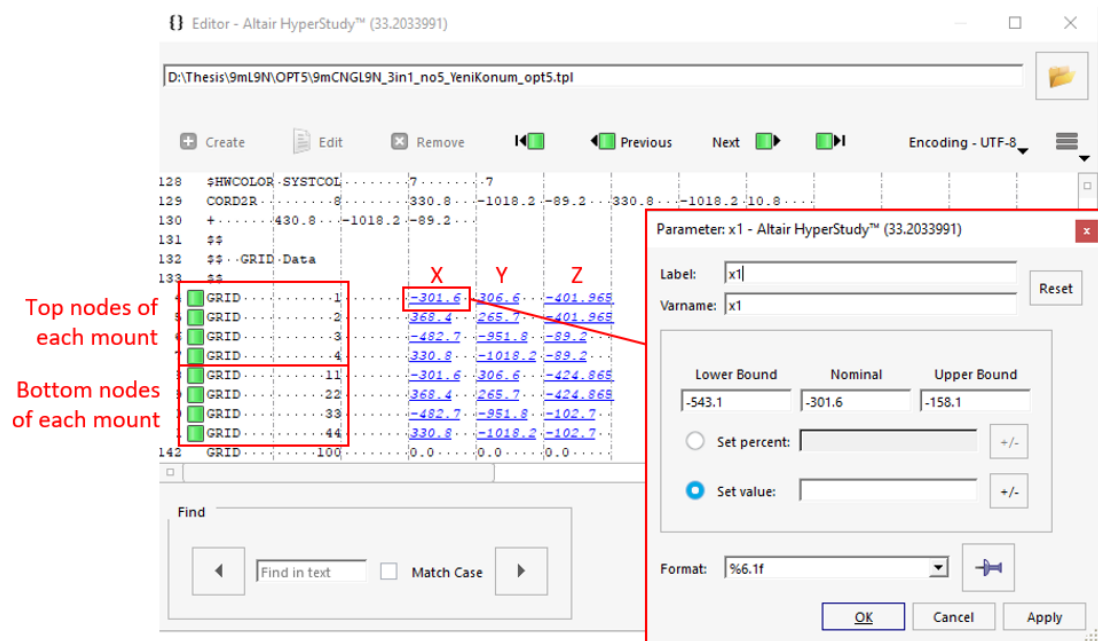 {} Editor - Altair HyperStudy™ (33.2033991)
D:\Thesis\9mL9N\OPT5\9mCNGL9N_3in1_no5_YeniKonum_opt5.tpl
Create Edit Remove Previous Next Encoding - UTF-8
128 $HWCOLOR·SYSTCOL········7·······7
129 CORD2R·········8········330.8···-1018.2·-89.2···330.8···-1018.2·10.8····
130 +·······430.8···-1018.2·-89.2···
131 $$
132 $$··GRID·Data
133 $$
X Y Z
GRID···········1········-301.6··306.6···-401.965
GRID···········2········368.4···265.7···-401.965
GRID···········3········-482.7··-951.8··-89.2···
GRID···········4········330.8···-1018.2·-89.2···
GRID··········11········-301.6··306.6···-424.865
GRID··········22········368.4···265.7···-424.865
GRID··········33········-482.7··-951.8··-102.7··
GRID··········44········330.8···-1018.2·-102.7··
142 GRID·········100········0.0·····0.0·····0.0·····
Top nodes of
each mount
Bottom nodes
of each mount
Find
Find in text Match Case
Parameter: x1 - Altair HyperStudy™ (33.2033991)
x
Label: x1
Reset
Varname: x1
Lower Bound Nominal Upper Bound
-543.1 -301.6 -158.1
Set percent: +/-
Set value: +/-
Format: %6.1f
OK Cancel Apply